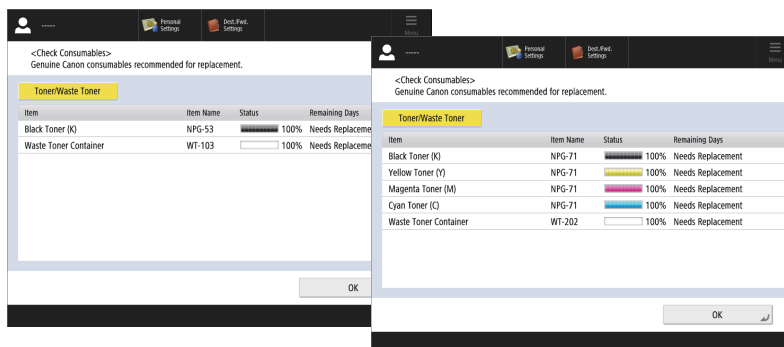 -----
Personal
Settings
Dest./Fwd.
Settings
Menu
<Check Consumables>
Genuine Canon consumables recommended for replacement.
Toner/Waste Toner
Item Item Name Status Remaining Days
Black Toner (K) NPG-53 100% Needs Replaceme
Waste Toner Container WT-103 100% Needs Replaceme
OK
-----
Personal
Settings
Dest./Fwd.
Settings
Menu
<Check Consumables>
Genuine Canon consumables recommended for replacement.
Toner/Waste Toner
Item Item Name Status Remaining Days
Black Toner (K) NPG-71 100% Needs Replacement
Yellow Toner (Y) NPG-71 100% Needs Replacement
Magenta Toner (M) NPG-71 100% Needs Replacement
Cyan Toner (C) NPG-71 100% Needs Replacement
Waste Toner Container WT-202 100% Needs Replacement
OK